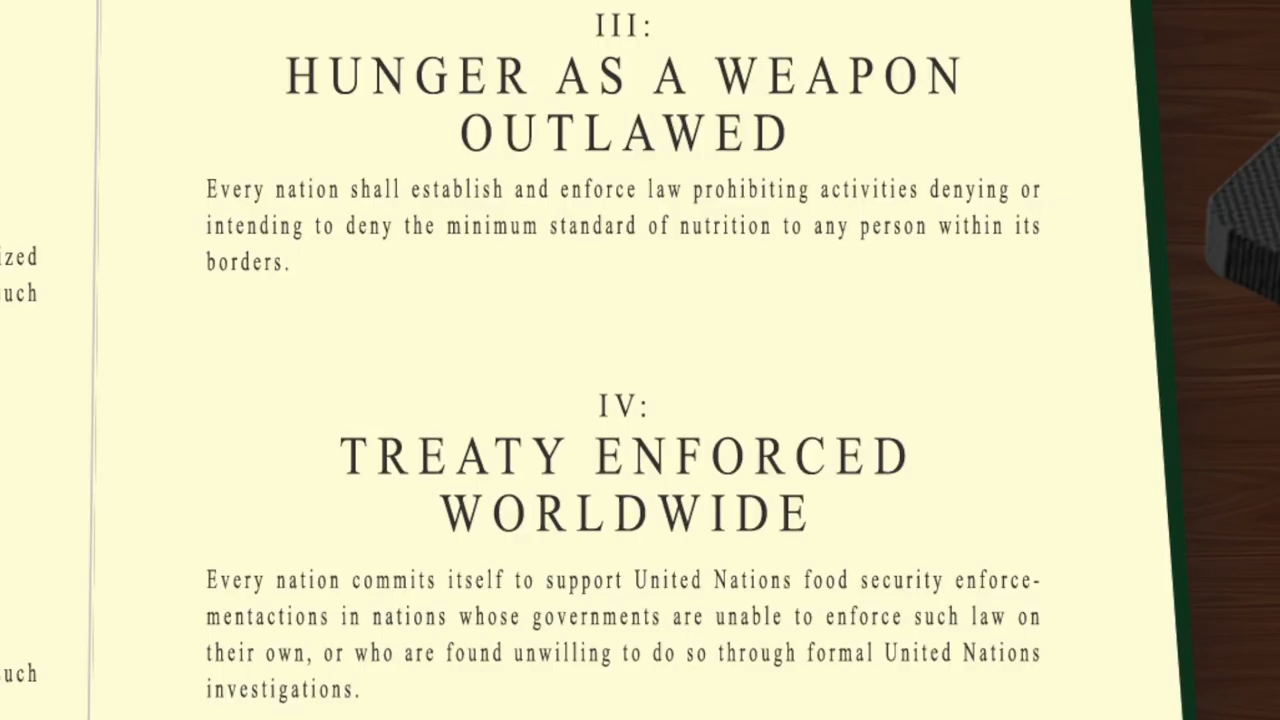 III:
HUNGER AS A WEAPON
OUTLAWED
Every nation shall establish and enforce law prohibiting activities denying or
intending to deny the minimum standard of nutrition to any person within its
borders.
IV:
TREATY ENFORCED
WORLDWIDE
Every nation commits itself to support United Nations food security enforce-
mentactions in nations whose governments are unable to enforce such law on
their own, or who are found unwilling to do so through formal United Nations
investigations.